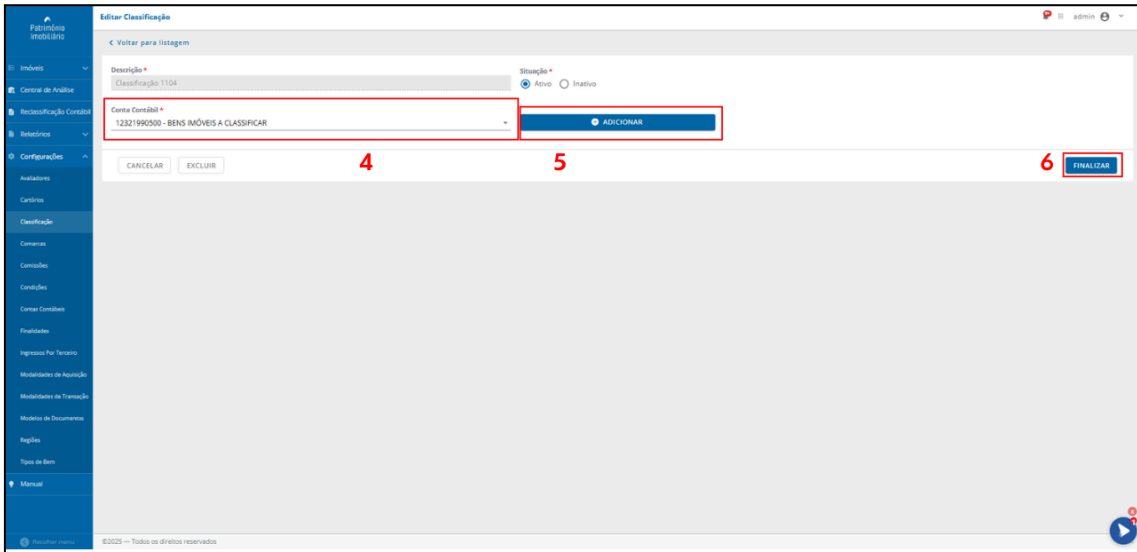 Patrimônio
Imobiliário
Imóveis
Central de Análise
Reclassificação Contábil
Relatórios
Configurações
Avaliadores
Cartórios
Classificação
Comarcas
Comissões
Condições
Contas Contábeis
Finalidades
Ingressos Por Terceiro
Modalidades de Aquisição
Modalidades de Transação
Modelos de Documentos
Regiões
Tipos de Bem
Manual
Recolher menu
Editar Classificação
admin
Voltar para listagem
Descrição *
Classificação 1104
Situação *
Ativo
Inativo
Conta Contábil *
12321990500 - BENS IMÓVEIS A CLASSIFICAR
ADICIONAR
4
5
6
CANCELAR
EXCLUIR
FINALIZAR
©2025 — Todos os direitos reservados